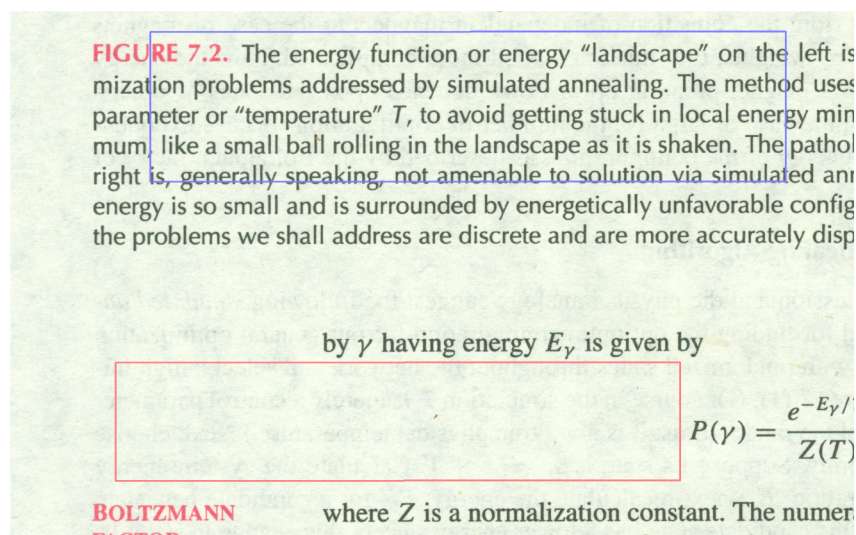 FIGURE 7.2. The energy function or energy “landscape” on the left is
mization problems addressed by simulated annealing. The method uses
parameter or “temperature” T, to avoid getting stuck in local energy min
mum, like a small ball rolling in the landscape as it is shaken. The pathol
right is, generally speaking, not amenable to solution via simulated ann
energy is so small and is surrounded by energetically unfavorable config
the problems we shall address are discrete and are more accurately disp
by γ having energy Eγ is given by
P(γ) = e^{−Eγ/ / Z(T)
BOLTZMANN where Z is a normalization constant. The numera
FACTOR